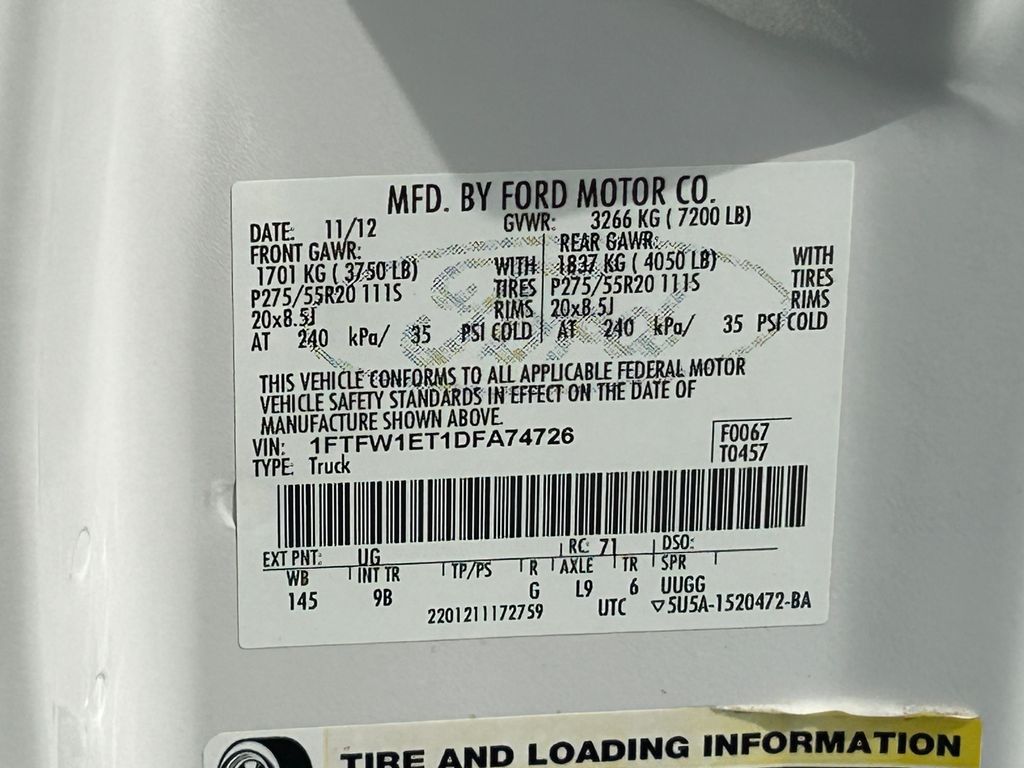 MFD. BY FORD MOTOR CO.
DATE: 11/12 GVWR: 3266 KG ( 7200 LB)
FRONT GAWR: REAR GAWR:
1701 KG ( 3750 LB) WITH 1837 KG ( 4050 LB) WITH
P275/55R20 111S TIRES P275/55R20 111S TIRES
20x8.5J RIMS 20x8.5J RIMS
AT 240 kPa/ 35 PSI COLD AT 240 kPa/ 35 PSI COLD
THIS VEHICLE CONFORMS TO ALL APPLICABLE FEDERAL MOTOR
VEHICLE SAFETY STANDARDS IN EFFECT ON THE DATE OF
MANUFACTURE SHOWN ABOVE.
VIN: 1FTFW1ET1DFA74726 F0067
TYPE: Truck T0457
EXT PNT: UG RC: 71 DSO:
WB INT TR TP/PS R AXLE TR SPR
145 9B G L9 6 UUGG
2201211172759 UTC ▽5U5A-1520472-BA
TIRE AND LOADING INFORMATION